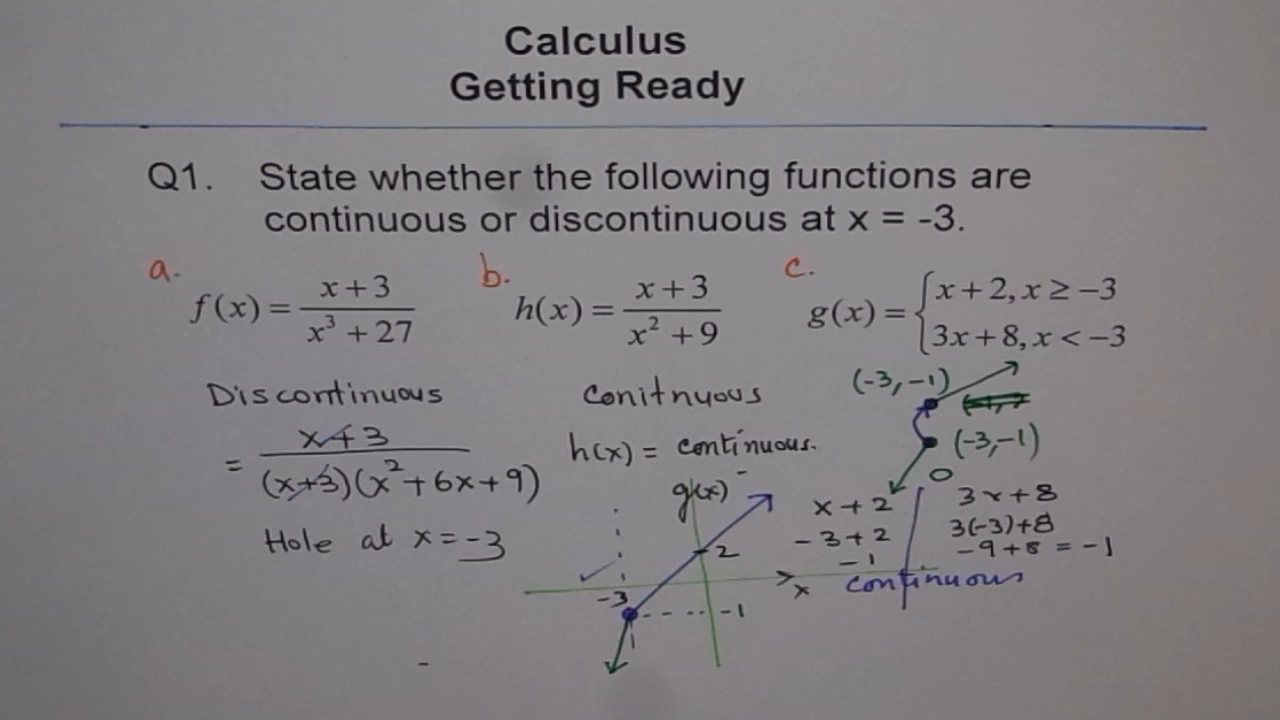 Calculus
Getting Ready
Q1. State whether the following functions are
continuous or discontinuous at x = -3.
a. f(x) = (x+3)/(x³+27)
b. h(x) = (x+3)/(x²+9)
c. g(x) = { x+2, x ≥ -3
3x+8, x < -3
Discontinuous
= (x+3)/((x+3)(x²+6x+9))
Hole at x=-3
Conitnuous
h(x) = continuous.
g(x)
2
-3
-1
x
(-3,-1)
(-3,-1)
x+2
-3+2
-1
3x+8
3(-3)+8
-9+8 = -1
continuous